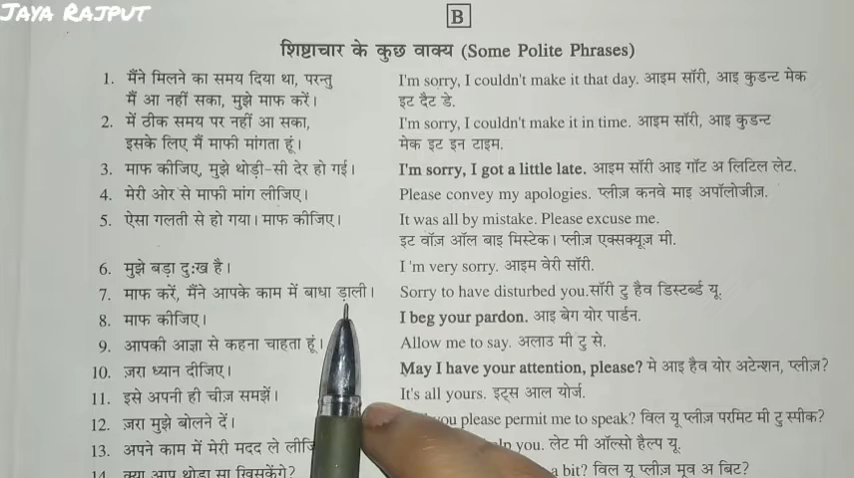 JAYA RAJPUT
B
शिष्टाचार के कुछ वाक्य (Some Polite Phrases)
1. मैंने मिलने का समय दिया था, परन्तु I'm sorry, I couldn't make it that day. आइम सॉरी, आइ कुडन्ट मेक
मैं आ नहीं सका, मुझे माफ करें। इट दैट डे.
2. में ठीक समय पर नहीं आ सका, I'm sorry, I couldn't make it in time. आइम सॉरी, आइ कुडन्ट
इसके लिए मैं माफी मांगता हूं। मेक इट इन टाइम.
3. माफ कीजिए, मुझे थोड़ी-सी देर हो गई। I'm sorry, I got a little late. आइम सॉरी आइ गॉट अ लिटिल लेट.
4. मेरी ओर से माफी मांग लीजिए। Please convey my apologies. प्लीज़ कनवे माइ अपॉलोजीज़.
5. ऐसा गलती से हो गया। माफ कीजिए। It was all by mistake. Please excuse me.
इट वॉज़ ऑल बाइ मिस्टेक। प्लीज़ एक्सक्यूज़ मी.
6. मुझे बड़ा दुःख है। I'm very sorry. आइम वेरी सॉरी.
7. माफ करें, मैंने आपके काम में बाधा ड़ाली। Sorry to have disturbed you.सॉरी टु हैव डिस्टर्ब्ड यू.
8. माफ कीजिए। I beg your pardon. आइ बेग योर पार्डन.
9. आपकी आज्ञा से कहना चाहता हूं। Allow me to say. अलाउ मी टु से.
10. ज़रा ध्यान दीजिए। May I have your attention, please? मे आइ हैव योर अटेन्शन, प्लीज़?
11. इसे अपनी ही चीज़ समझें। It's all yours. इट्स आल योर्ज.
12. ज़रा मुझे बोलने दें। you please permit me to speak? विल यू प्लीज़ परमिट मी टु स्पीक?
13. अपने काम में मेरी मदद ले you. लेट मी ऑल्सो हैल्प यू.
14. क्या आप थोड़ा सा खिसकेंगे? a bit? विल यू प्लीज़ मूव अ बिट?